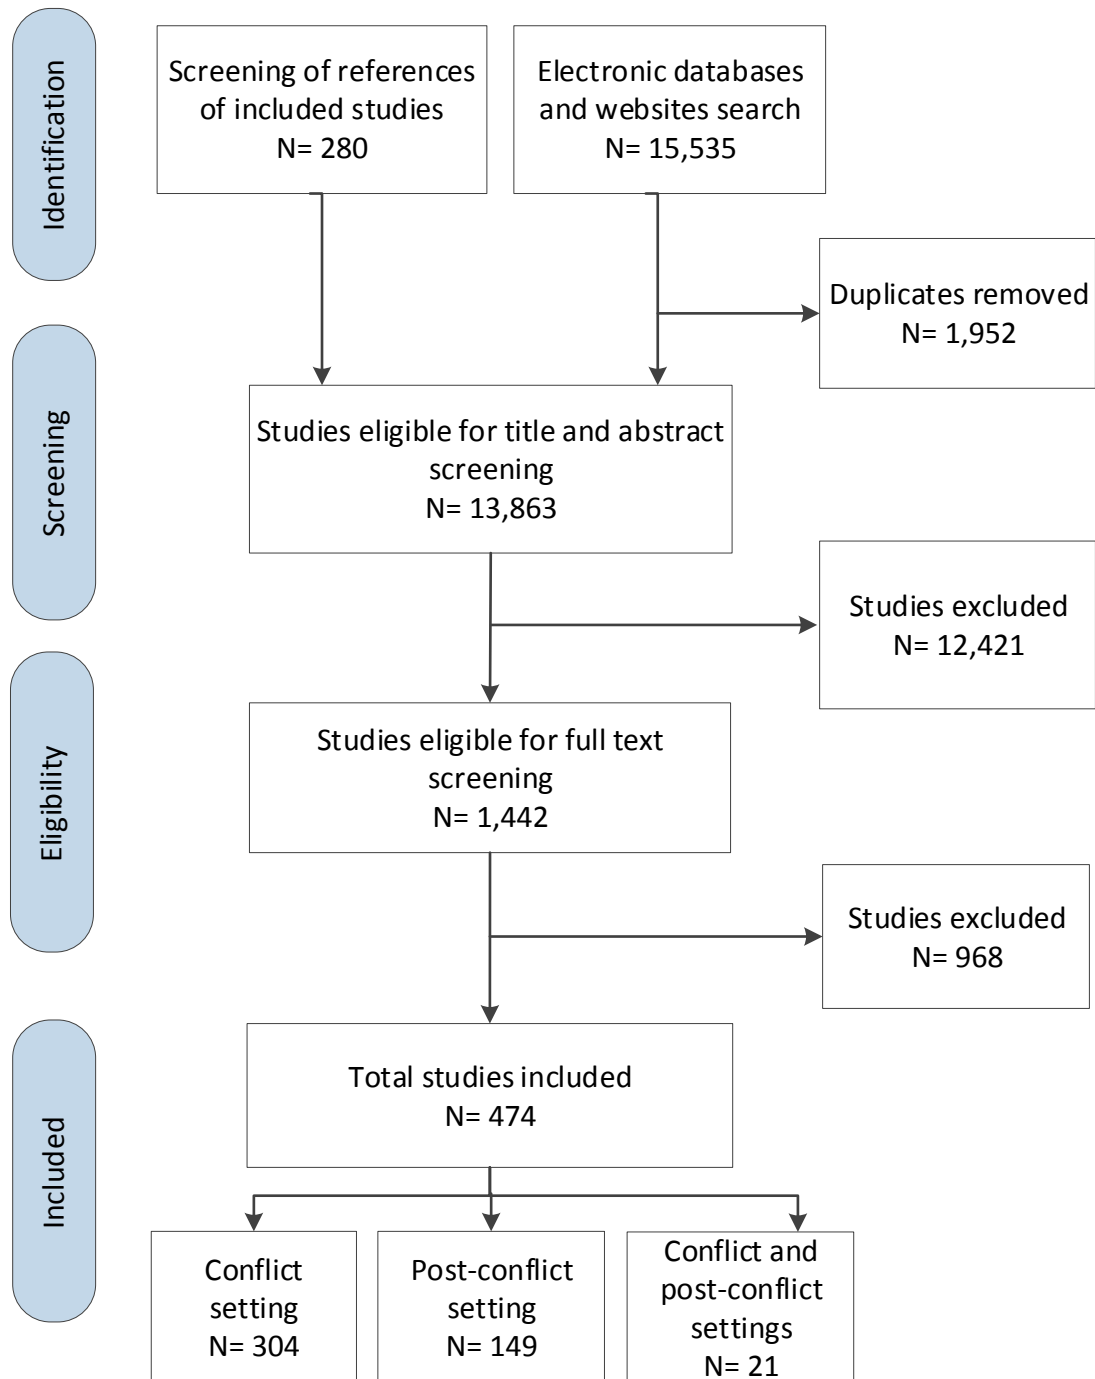 Identification
Screening of references
of included studies
N= 280
Electronic databases
and websites search
N= 15,535
Duplicates removed
N= 1,952
Screening
Studies eligible for title and abstract
screening
N= 13,863
Studies excluded
N= 12,421
Eligibility
Studies eligible for full text
screening
N= 1,442
Studies excluded
N= 968
Included
Total studies included
N= 474
Conflict
setting
N= 304
Post-conflict
setting
N= 149
Conflict and
post-conflict
settings
N= 21